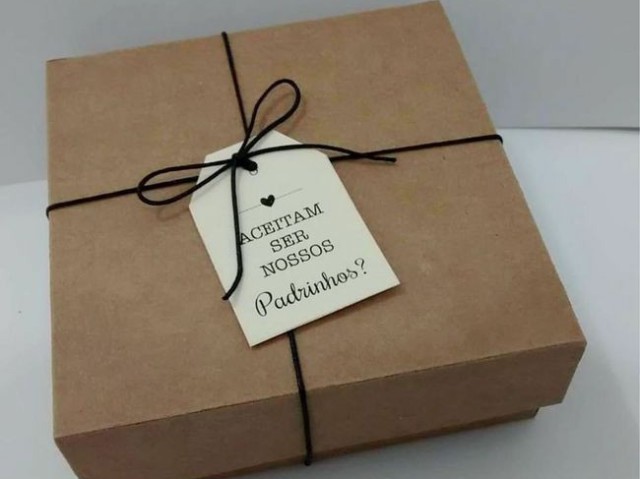 ACEITAM
SER
NOSSOS
Padrinhos?